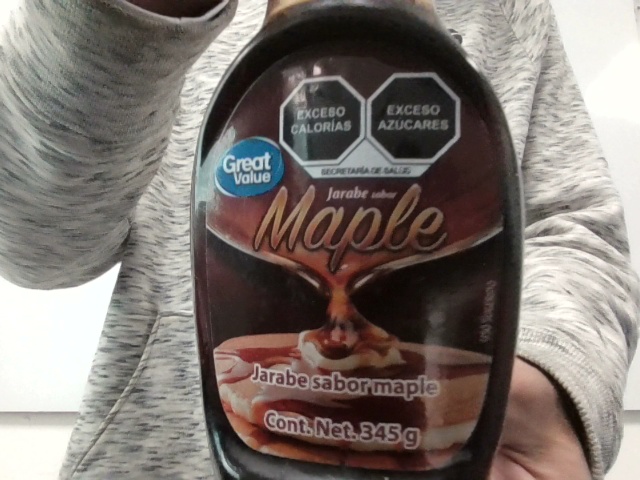 EXCESO
CALORÍAS
EXCESO
AZÚCARES
SECRETARÍA DE SALUD
Great
Value
Jarabe sabor
Maple
Jarabe sabor maple
Cont. Net. 345 g